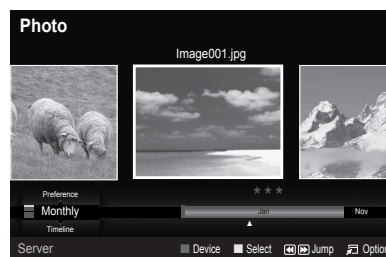 Photo
Image001.jpg
Preference
Monthly
Timeline
Jan
Nov
Server
Device
Select
Jump
Option